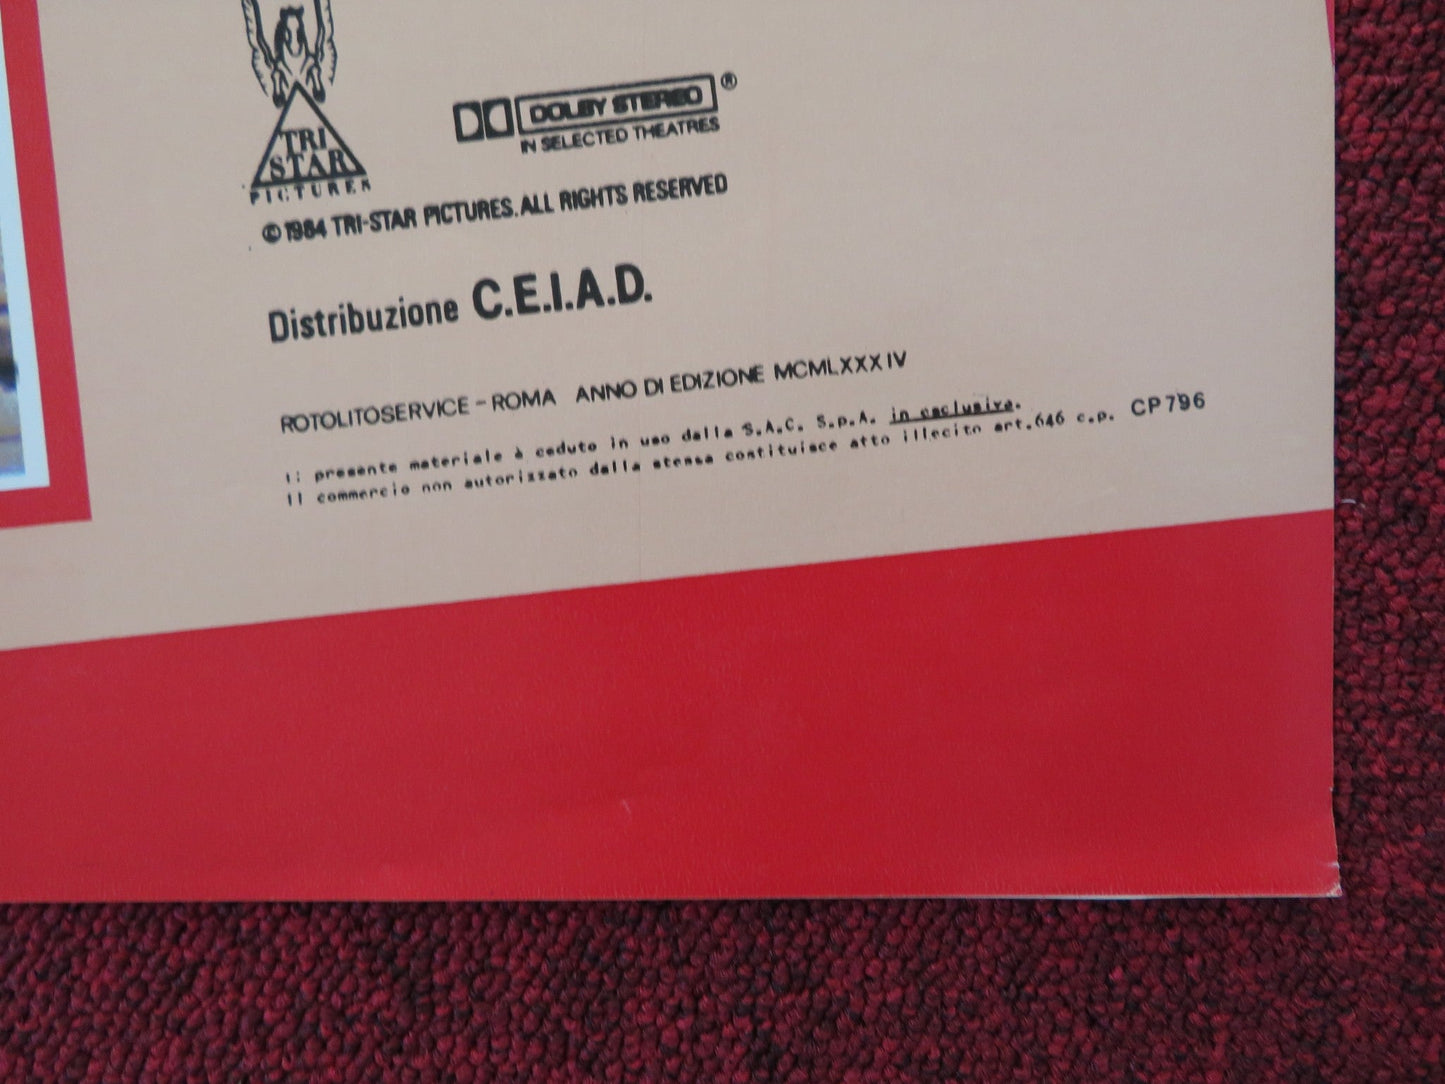 TRI
STAR
PICTURES
DOLBY STEREO ®
IN SELECTED THEATRES
© 1984 TRI-STAR PICTURES. ALL RIGHTS RESERVED
Distribuzione C.E.I.A.D.
ROTOLITOSERVICE – ROMA ANNO DI EDIZIONE MCMLXXXIV
Il presente materiale è ceduto in uso dalla S.A.C. S.p.A. in esclusiva.
Il commercio non autorizzato dalla stessa costituisce atto illecito art.646 c.p. CP796